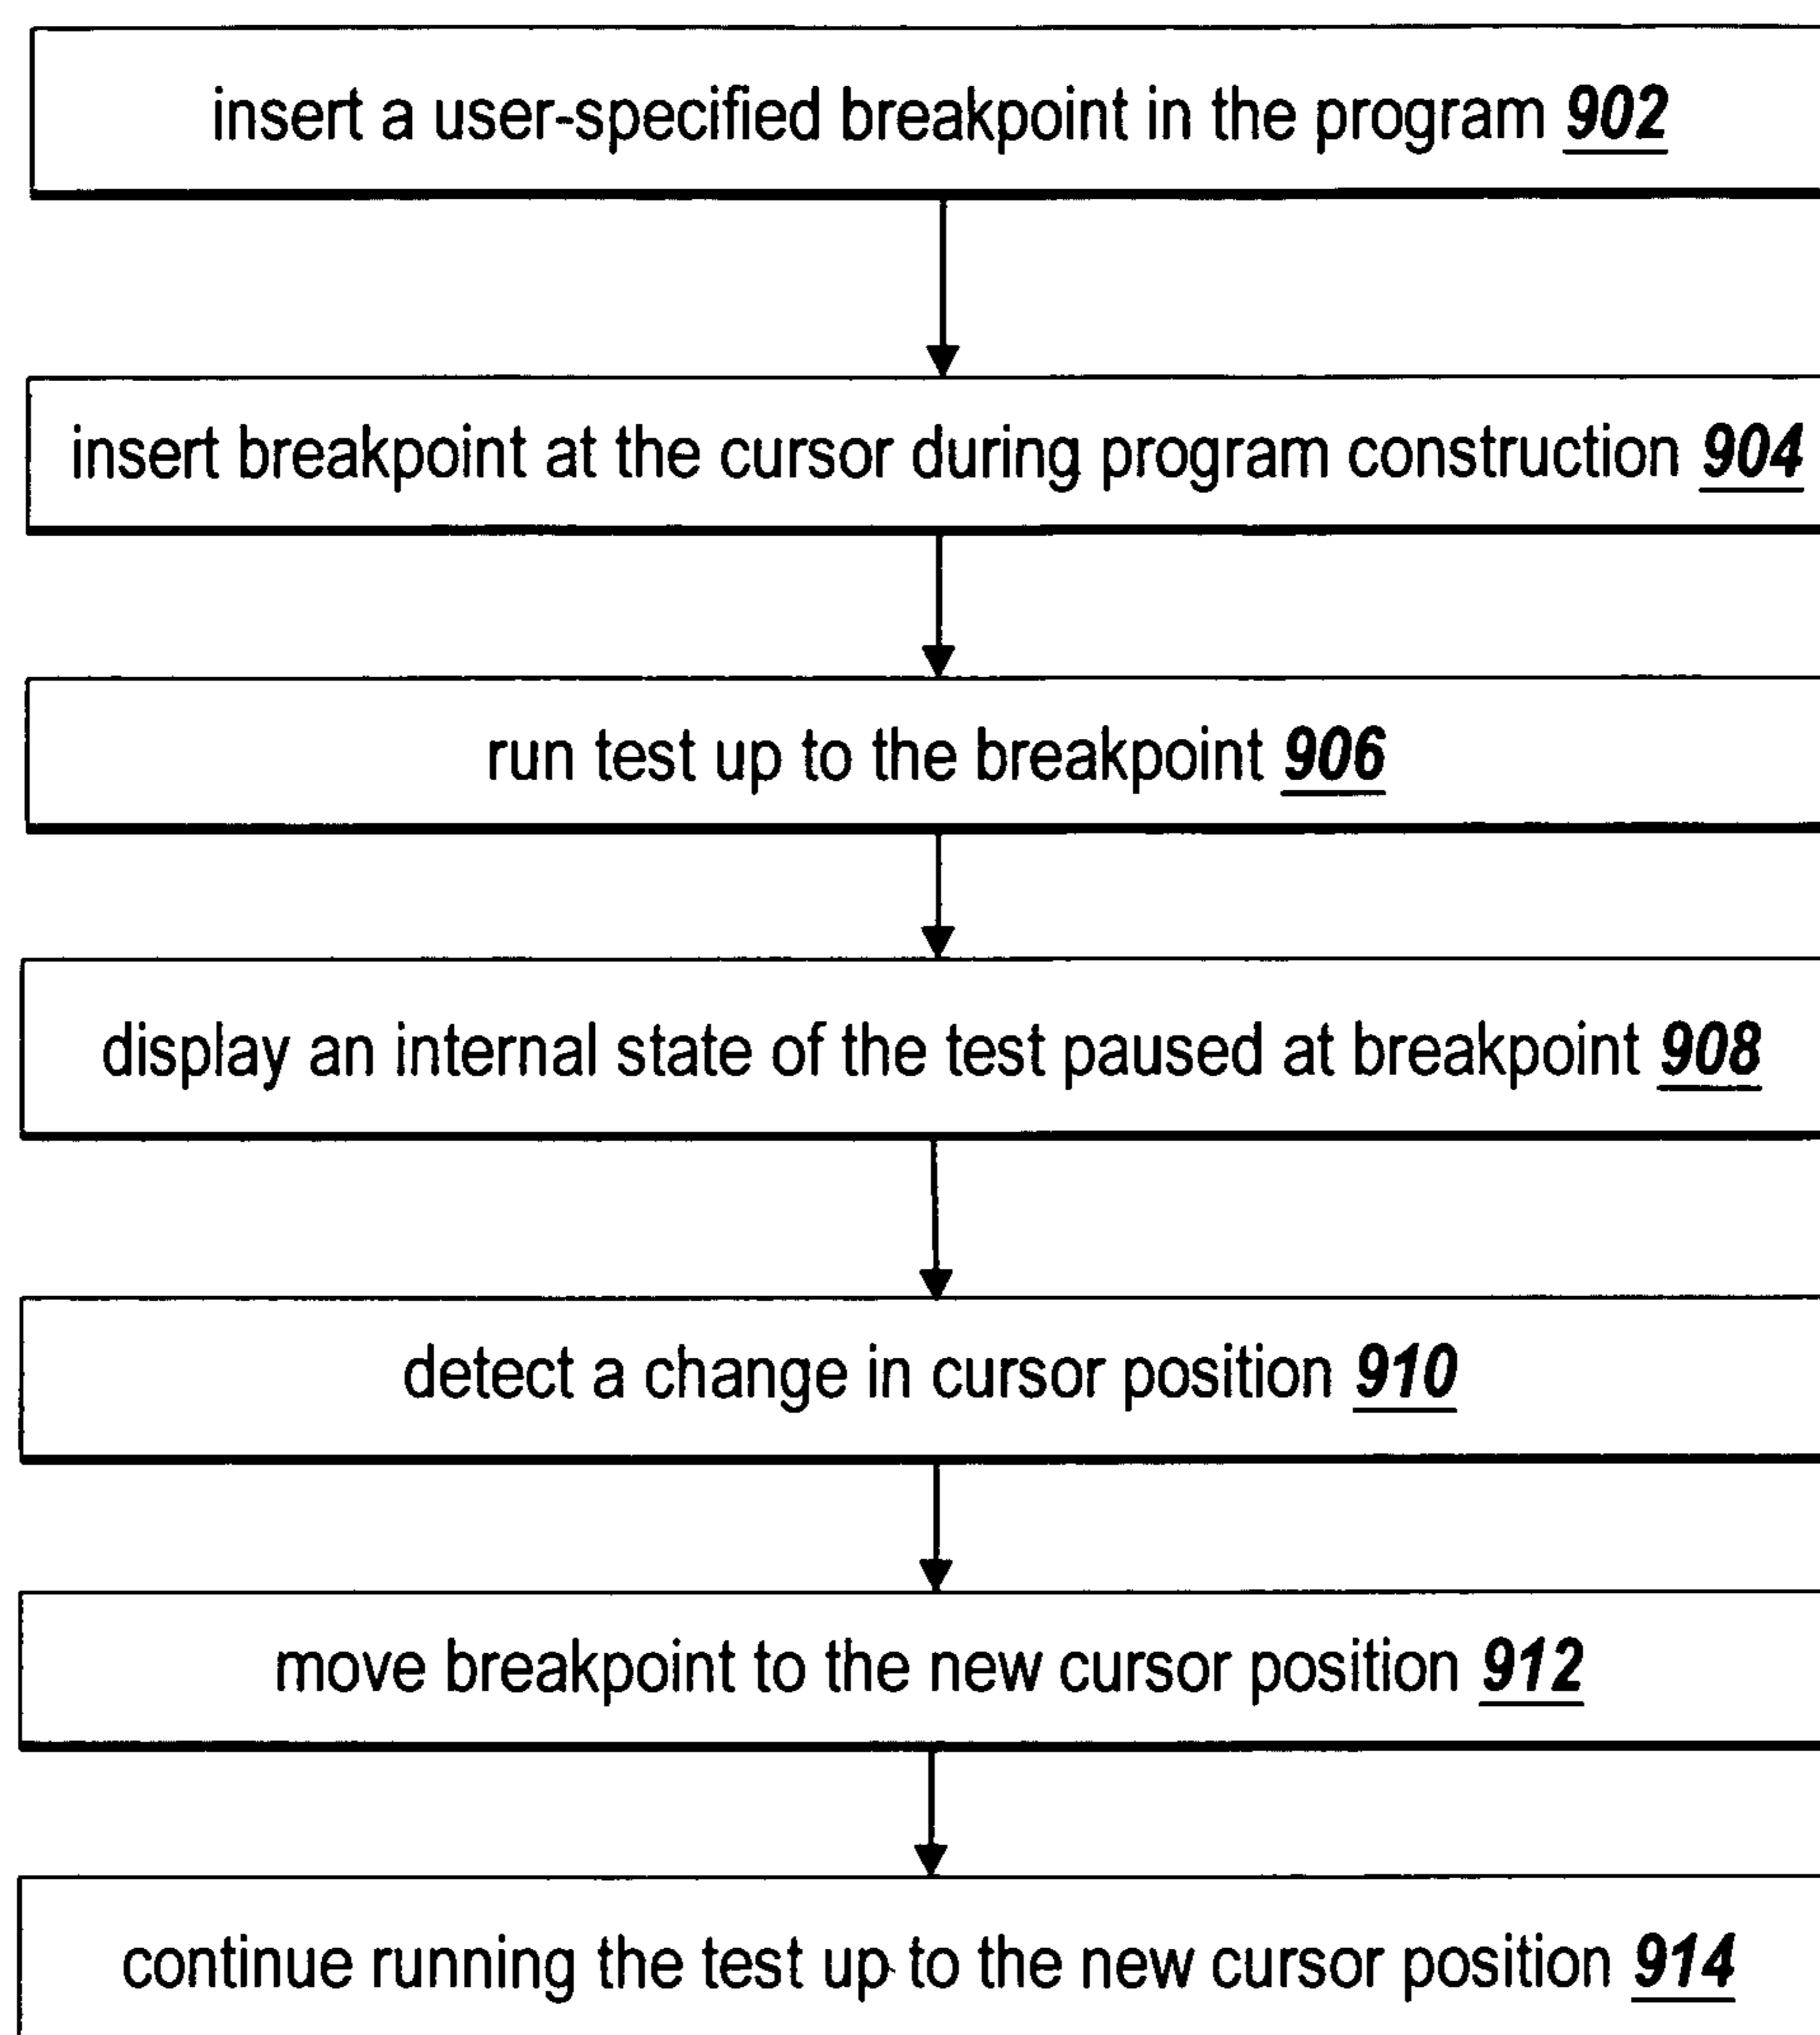 insert a user-specified breakpoint in the program 902
insert breakpoint at the cursor during program construction 904
run test up to the breakpoint 906
display an internal state of the test paused at breakpoint 908
detect a change in cursor position 910
move breakpoint to the new cursor position 912
continue running the test up to the new cursor position 914